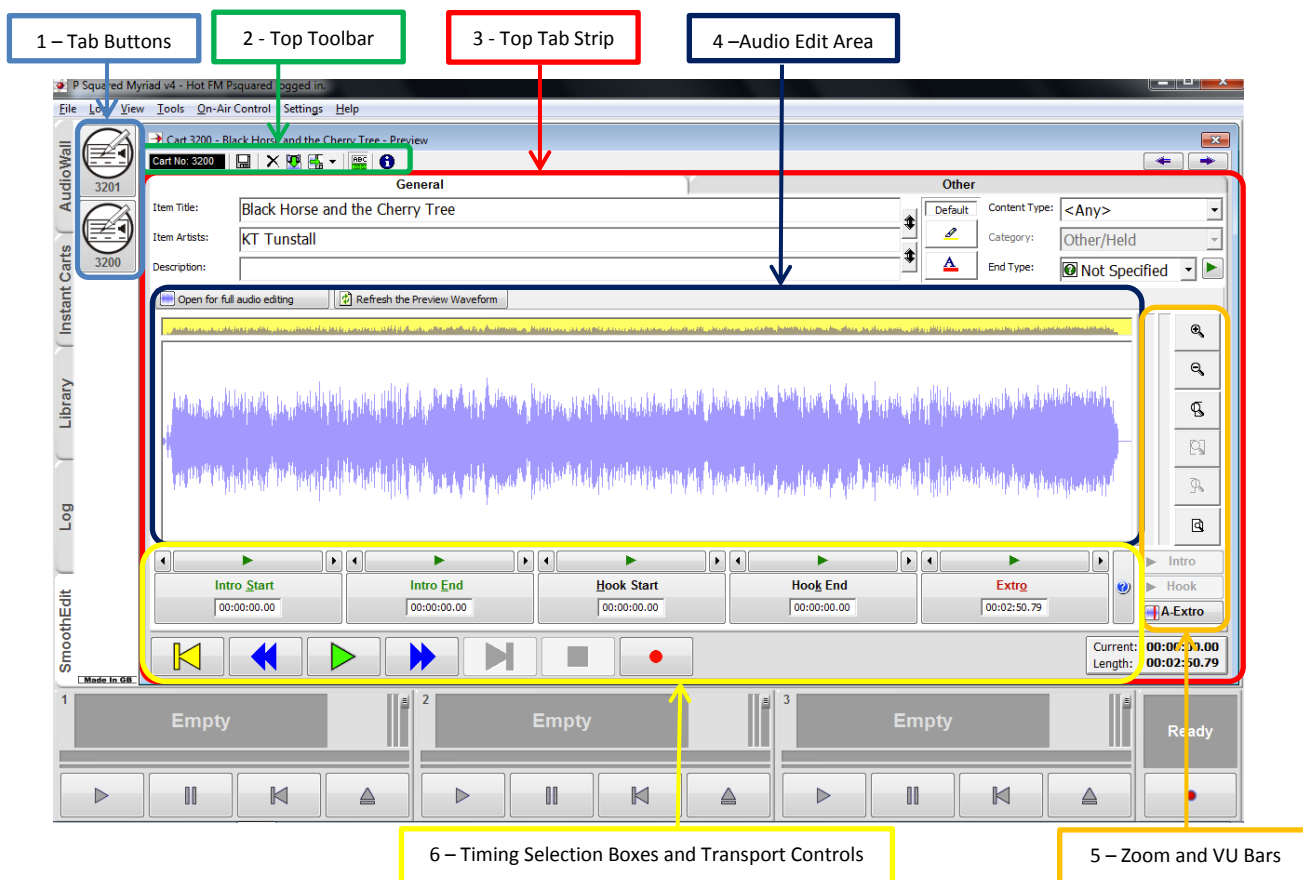 1 – Tab Buttons
2 - Top Toolbar
3 - Top Tab Strip
4 –Audio Edit Area
P Squared Myriad v4 - Hot FM Psquared logged in.
File Log View Tools On-Air Control Settings Help
Cart 3200 - Black Horse and the Cherry Tree - Preview
Cart No: 3200
ABC
AudioWall
Instant Carts
Library
Log
SmoothEdit
3201
3200
General
Other
Item Title:
Black Horse and the Cherry Tree
Default
Content Type:
<Any>
Item Artists:
KT Tunstall
Category:
Other/Held
Description:
A
End Type:
Not Specified
Open for full audio editing
Refresh the Preview Waveform
Intro Start
00:00:00.00
Intro End
00:00:00.00
Hook Start
00:00:00.00
Hook End
00:00:00.00
Extro
00:02:50.79
Intro
Hook
A-Extro
Current: 00:00:00.00
Length: 00:02:50.79
Made In GB
1
Empty
2
Empty
3
Empty
Ready
6 – Timing Selection Boxes and Transport Controls
5 – Zoom and VU Bars